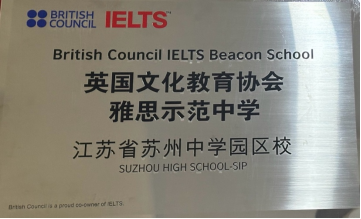 BRITISH COUNCIL IELTS™
British Council IELTS Beacon School
英国文化教育协会
雅思示范中学
江苏省苏州中学园区校
SUZHOU HIGH SCHOOL-SIP
British Council is a proud co-owner of IELTS.